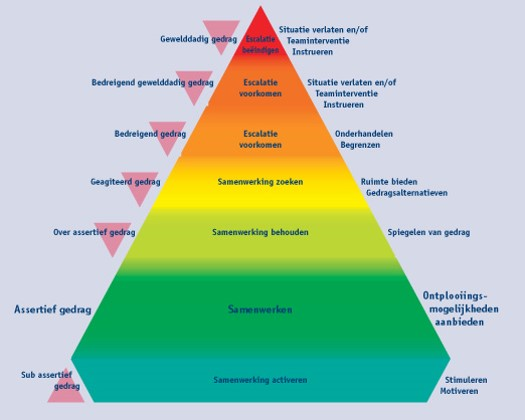 Gewelddadig gedrag
Escalatie
beëindigen
Situatie verlaten en/of
Teaminterventie
Instrueren
Bedreigend gewelddadig gedrag
Escalatie
voorkomen
Situatie verlaten en/of
Teaminterventie
Instrueren
Bedreigend gedrag
Escalatie
voorkomen
Onderhandelen
Begrenzen
Geagiteerd gedrag
Samenwerking zoeken
Ruimte bieden
Gedragsalternatieven
Over assertief gedrag
Samenwerking behouden
Spiegelen van gedrag
Assertief gedrag
Samenwerken
Ontplooiings-
mogelijkheden
aanbieden
Sub assertief
gedrag
Samenwerking activeren
Stimuleren
Motiveren